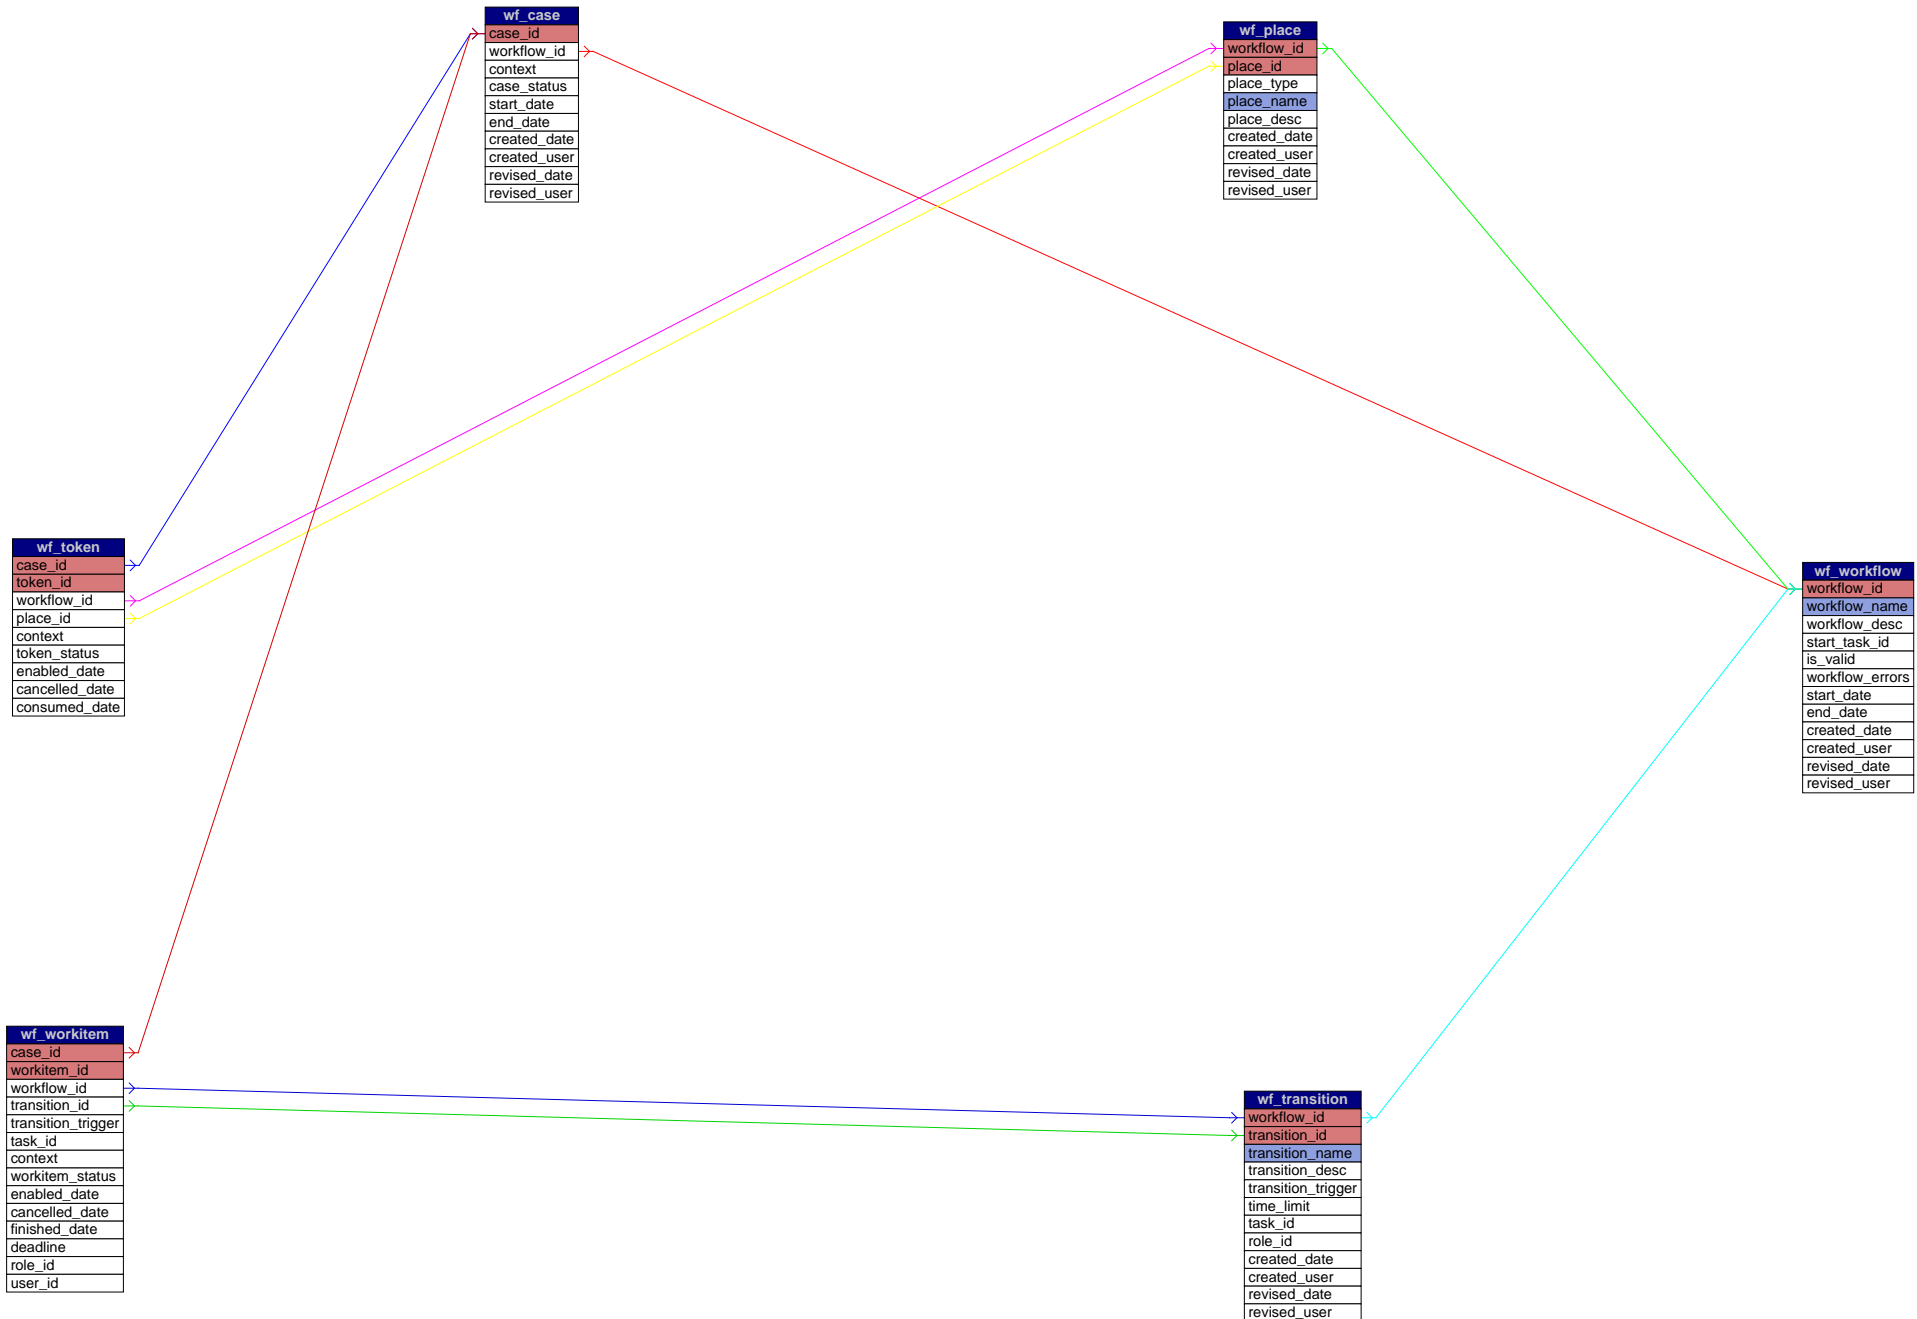 wf_case
case_id
workflow_id
context
case_status
start_date
end_date
created_date
created_user
revised_date
revised_user
wf_place
workflow_id
place_id
place_type
place_name
place_desc
created_date
created_user
revised_date
revised_user
wf_token
case_id
token_id
workflow_id
place_id
context
token_status
enabled_date
cancelled_date
consumed_date
wf_workflow
workflow_id
workflow_name
workflow_desc
start_task_id
is_valid
workflow_errors
start_date
end_date
created_date
created_user
revised_date
revised_user
wf_workitem
case_id
workitem_id
workflow_id
transition_id
transition_trigger
task_id
context
workitem_status
enabled_date
cancelled_date
finished_date
deadline
role_id
user_id
wf_transition
workflow_id
transition_id
transition_name
transition_desc
transition_trigger
time_limit
task_id
role_id
created_date
created_user
revised_date
revised_user